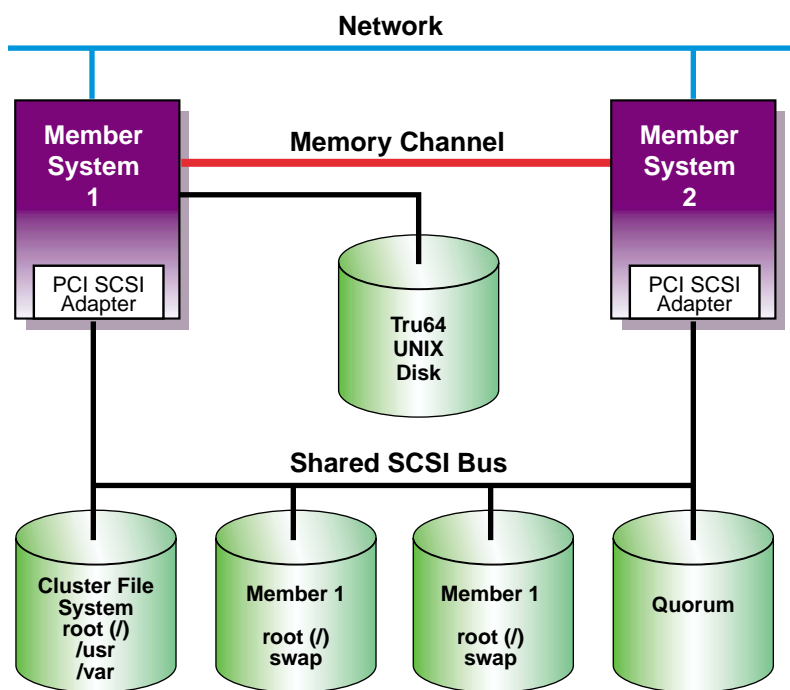 Network
Member
System
1
Memory Channel
Member
System
2
PCI SCSI
Adapter
PCI SCSI
Adapter
Tru64
UNIX
Disk
Shared SCSI Bus
Cluster File
System
root (/)
/usr
/var
Member 1
root (/)
swap
Member 1
root (/)
swap
Quorum